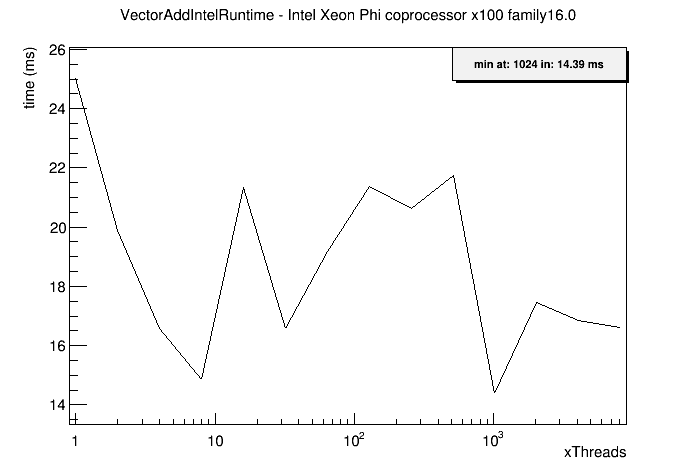 VectorAddIntelRuntime - Intel Xeon Phi coprocessor x100 family16.0
time (ms)
min at: 1024 in: 14.39 ms
26
24
22
20
18
16
14
1 10 10² 10³
xThreads